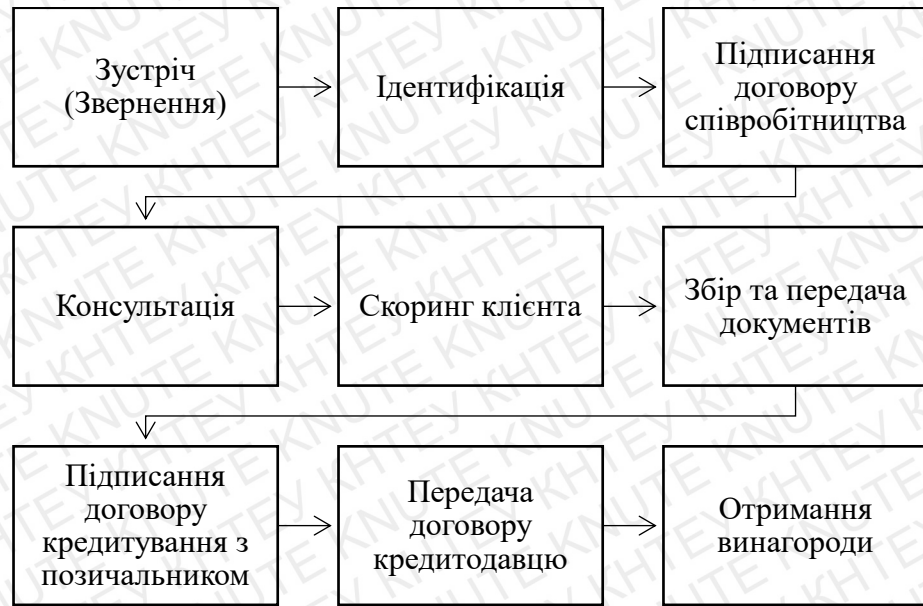 Зустріч
(Звернення)
Ідентифікація
Підписання
договору
співробітництва
Консультація
Скоринг клієнта
Збір та передача
документів
Підписання
договору
кредитування з
позичальником
Передача
договору
кредитодавцю
Отримання
винагороди